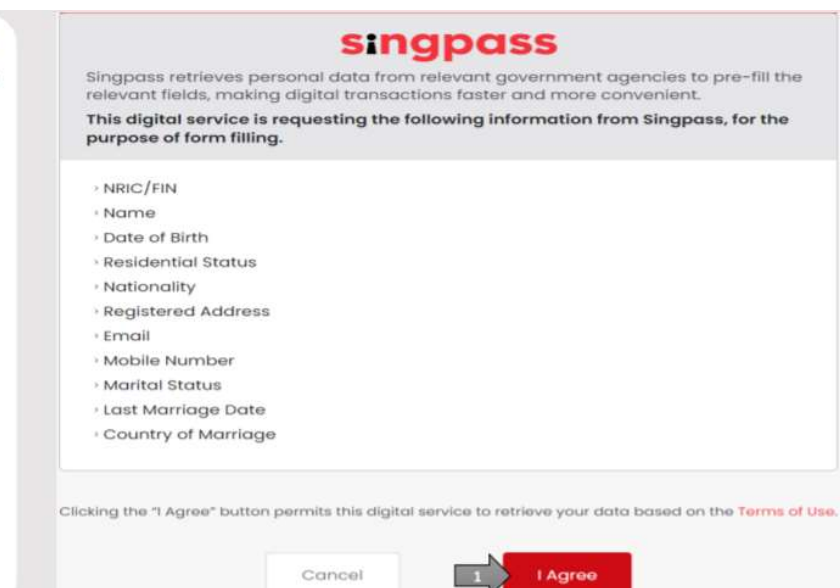 singpass
Singpass retrieves personal data from relevant government agencies to pre-fill the
relevant fields, making digital transactions faster and more convenient.
This digital service is requesting the following information from Singpass, for the
purpose of form filling.
NRIC/FIN
Name
Date of Birth
Residential Status
Nationality
Registered Address
Email
Mobile Number
Marital Status
Last Marriage Date
Country of Marriage
Clicking the "I Agree" button permits this digital service to retrieve your data based on the Terms of Use.
Cancel 1 I Agree